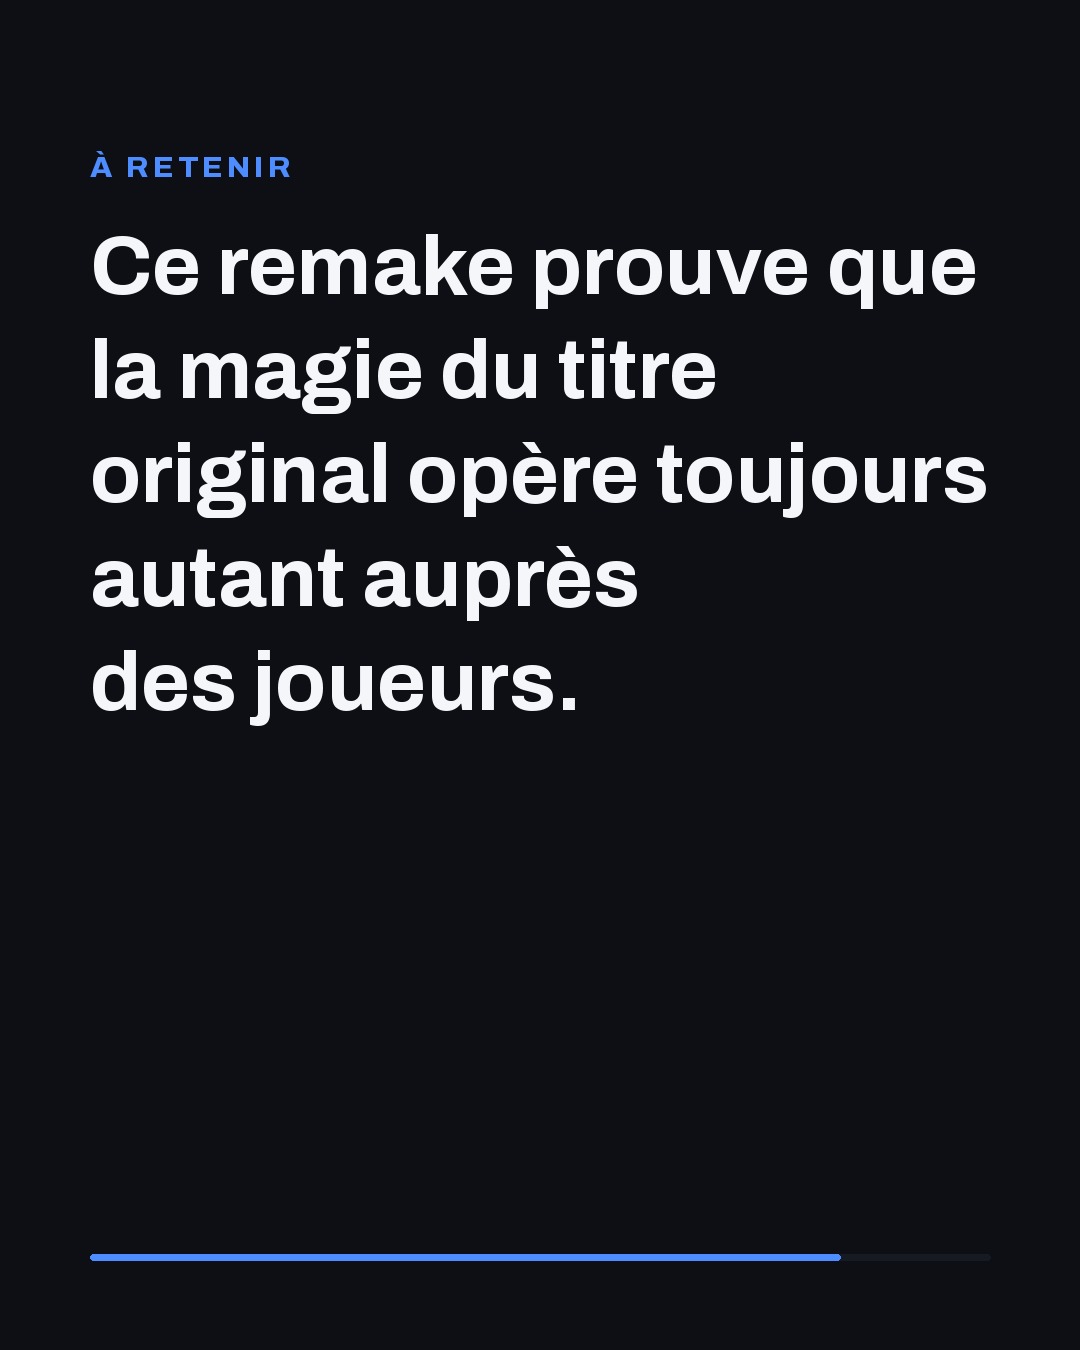 À RETENIR
Ce remake prouve que
la magie du titre
original opère toujours
autant auprès
des joueurs.